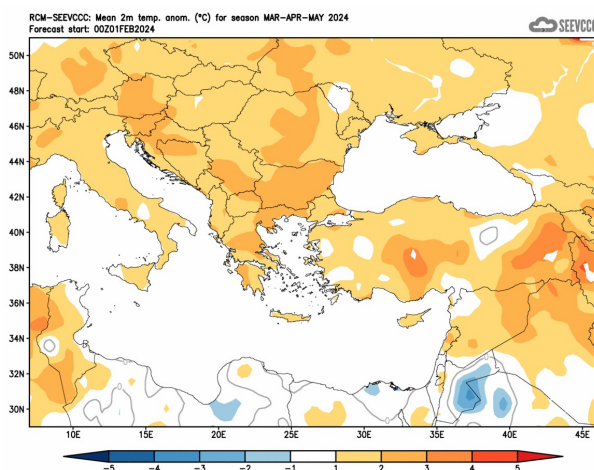 RCM-SEEVCCC: Mean 2m temp. anom. (°C) for season MAR-APR-MAY 2024
Forecast start: 00Z01FEB2024
SEEVCCC
50N
48N
46N
44N
42N
40N
38N
36N
34N
32N
30N
10E 15E 20E 25E 30E 35E 40E 45E
-5 -4 -3 -2 -1 1 2 3 4 5